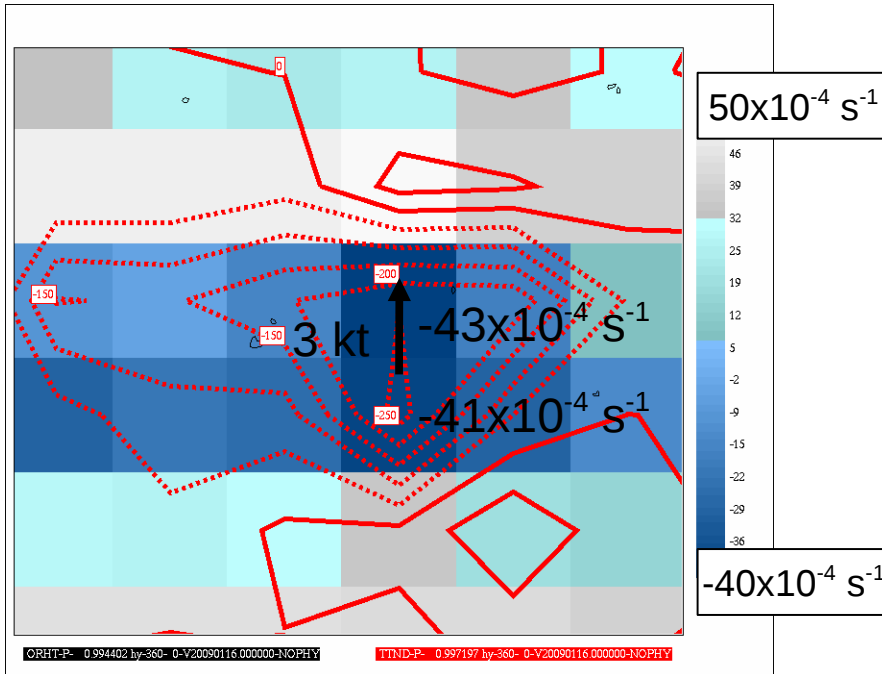 0
50x10⁻⁴ s⁻¹
46
39
32
25
19
12
5
-2
-9
-15
-22
-29
-36
-150
-200
-150
3 kt
-43x10⁻⁴ s⁻¹
-250
-41x10⁻⁴ s⁻¹
-40x10⁻⁴ s⁻¹
ORHT-P- 0.994402 hy-360- 0-V20090116.000000-NOPHY
TTND-P- 0.997197 hy-360- 0-V20090116.000000-NOPHY